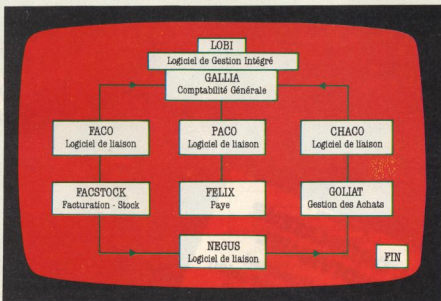 LOBI
Logiciel de Gestion Intégré
GALLIA
Comptabilité Générale
FACO
Logiciel de liaison
PACO
Logiciel de liaison
CHACO
Logiciel de liaison
FACSTOCK
Facturation - Stock
FELIX
Paye
GOLIAT
Gestion des Achats
NEGUS
Logiciel de liaison
FIN